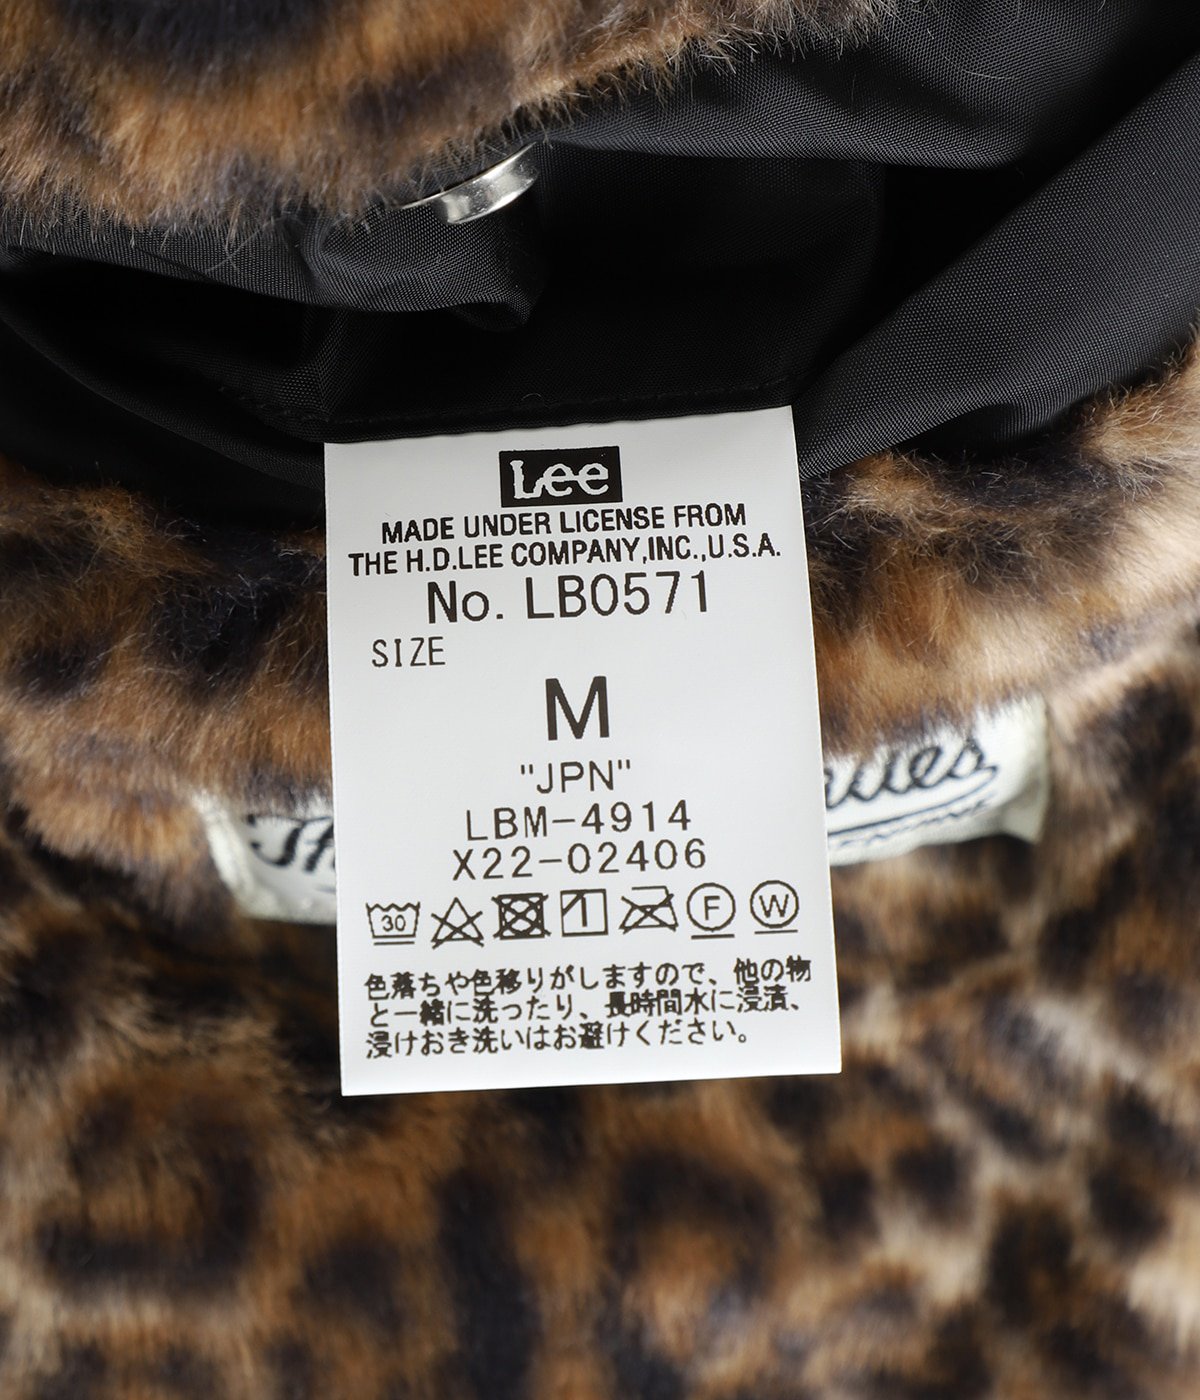 Lee
MADE UNDER LICENSE FROM
THE H.D.LEE COMPANY,INC.,U.S.A.
No. LB0571
SIZE
M
"JPN"
LBM-4914
X22-02406
30
F
W
色落ちや色移りがしますので、他の物
と一緒に洗ったり、長時間水に浸漬、
浸けおき洗いはお避けください。